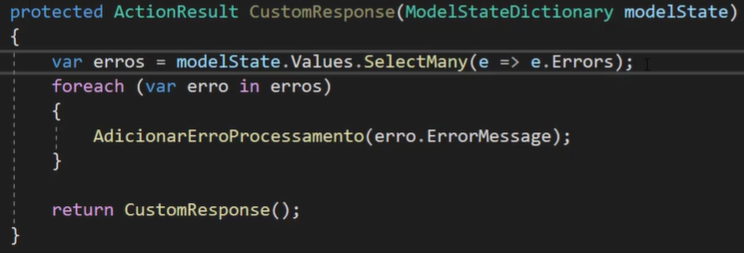 protected ActionResult CustomResponse(ModelStateDictionary modelState)
{
var erros = modelState.Values.SelectMany(e => e.Errors);
foreach (var erro in erros)
{
AdicionarErroProcessamento(erro.ErrorMessage);
}
return CustomResponse();
}